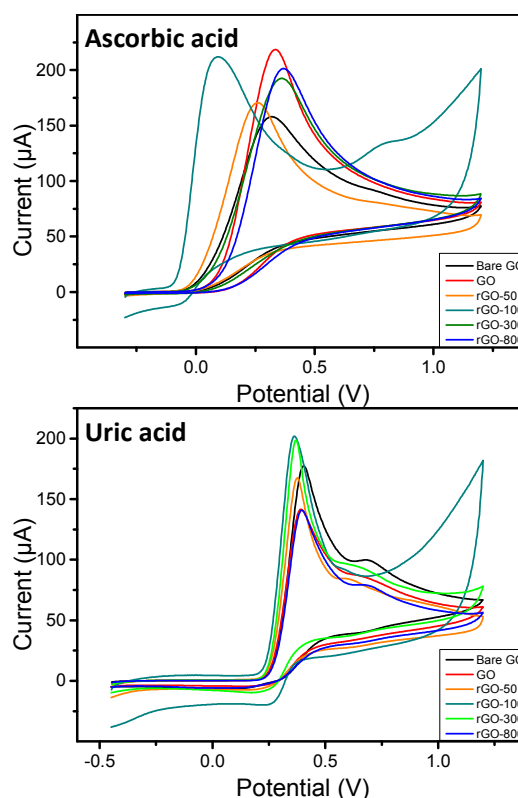 Ascorbic acid
200
150
100
50
0
Current (µA)
0.0 0.5 1.0
Potential (V)
Bare GC
GO
rGO-50
rGO-100
rGO-300
rGO-800
Uric acid
200
150
100
50
0
Current (µA)
-0.5 0.0 0.5 1.0
Potential (V)
Bare GC
GO
rGO-50
rGO-100
rGO-300
rGO-800